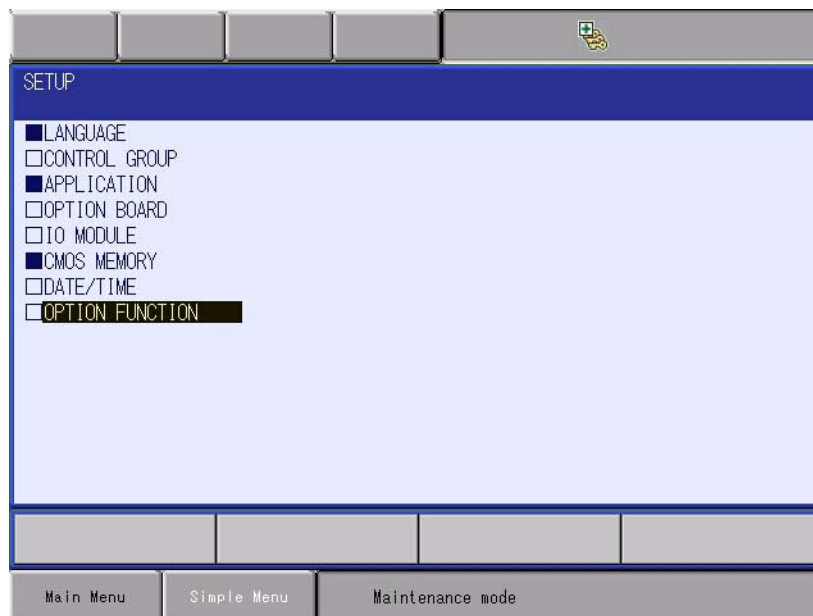 SETUP
LANGUAGE
CONTROL GROUP
APPLICATION
OPTION BOARD
IO MODULE
CMOS MEMORY
DATE/TIME
OPTION FUNCTION
Main Menu Simple Menu Maintenance mode